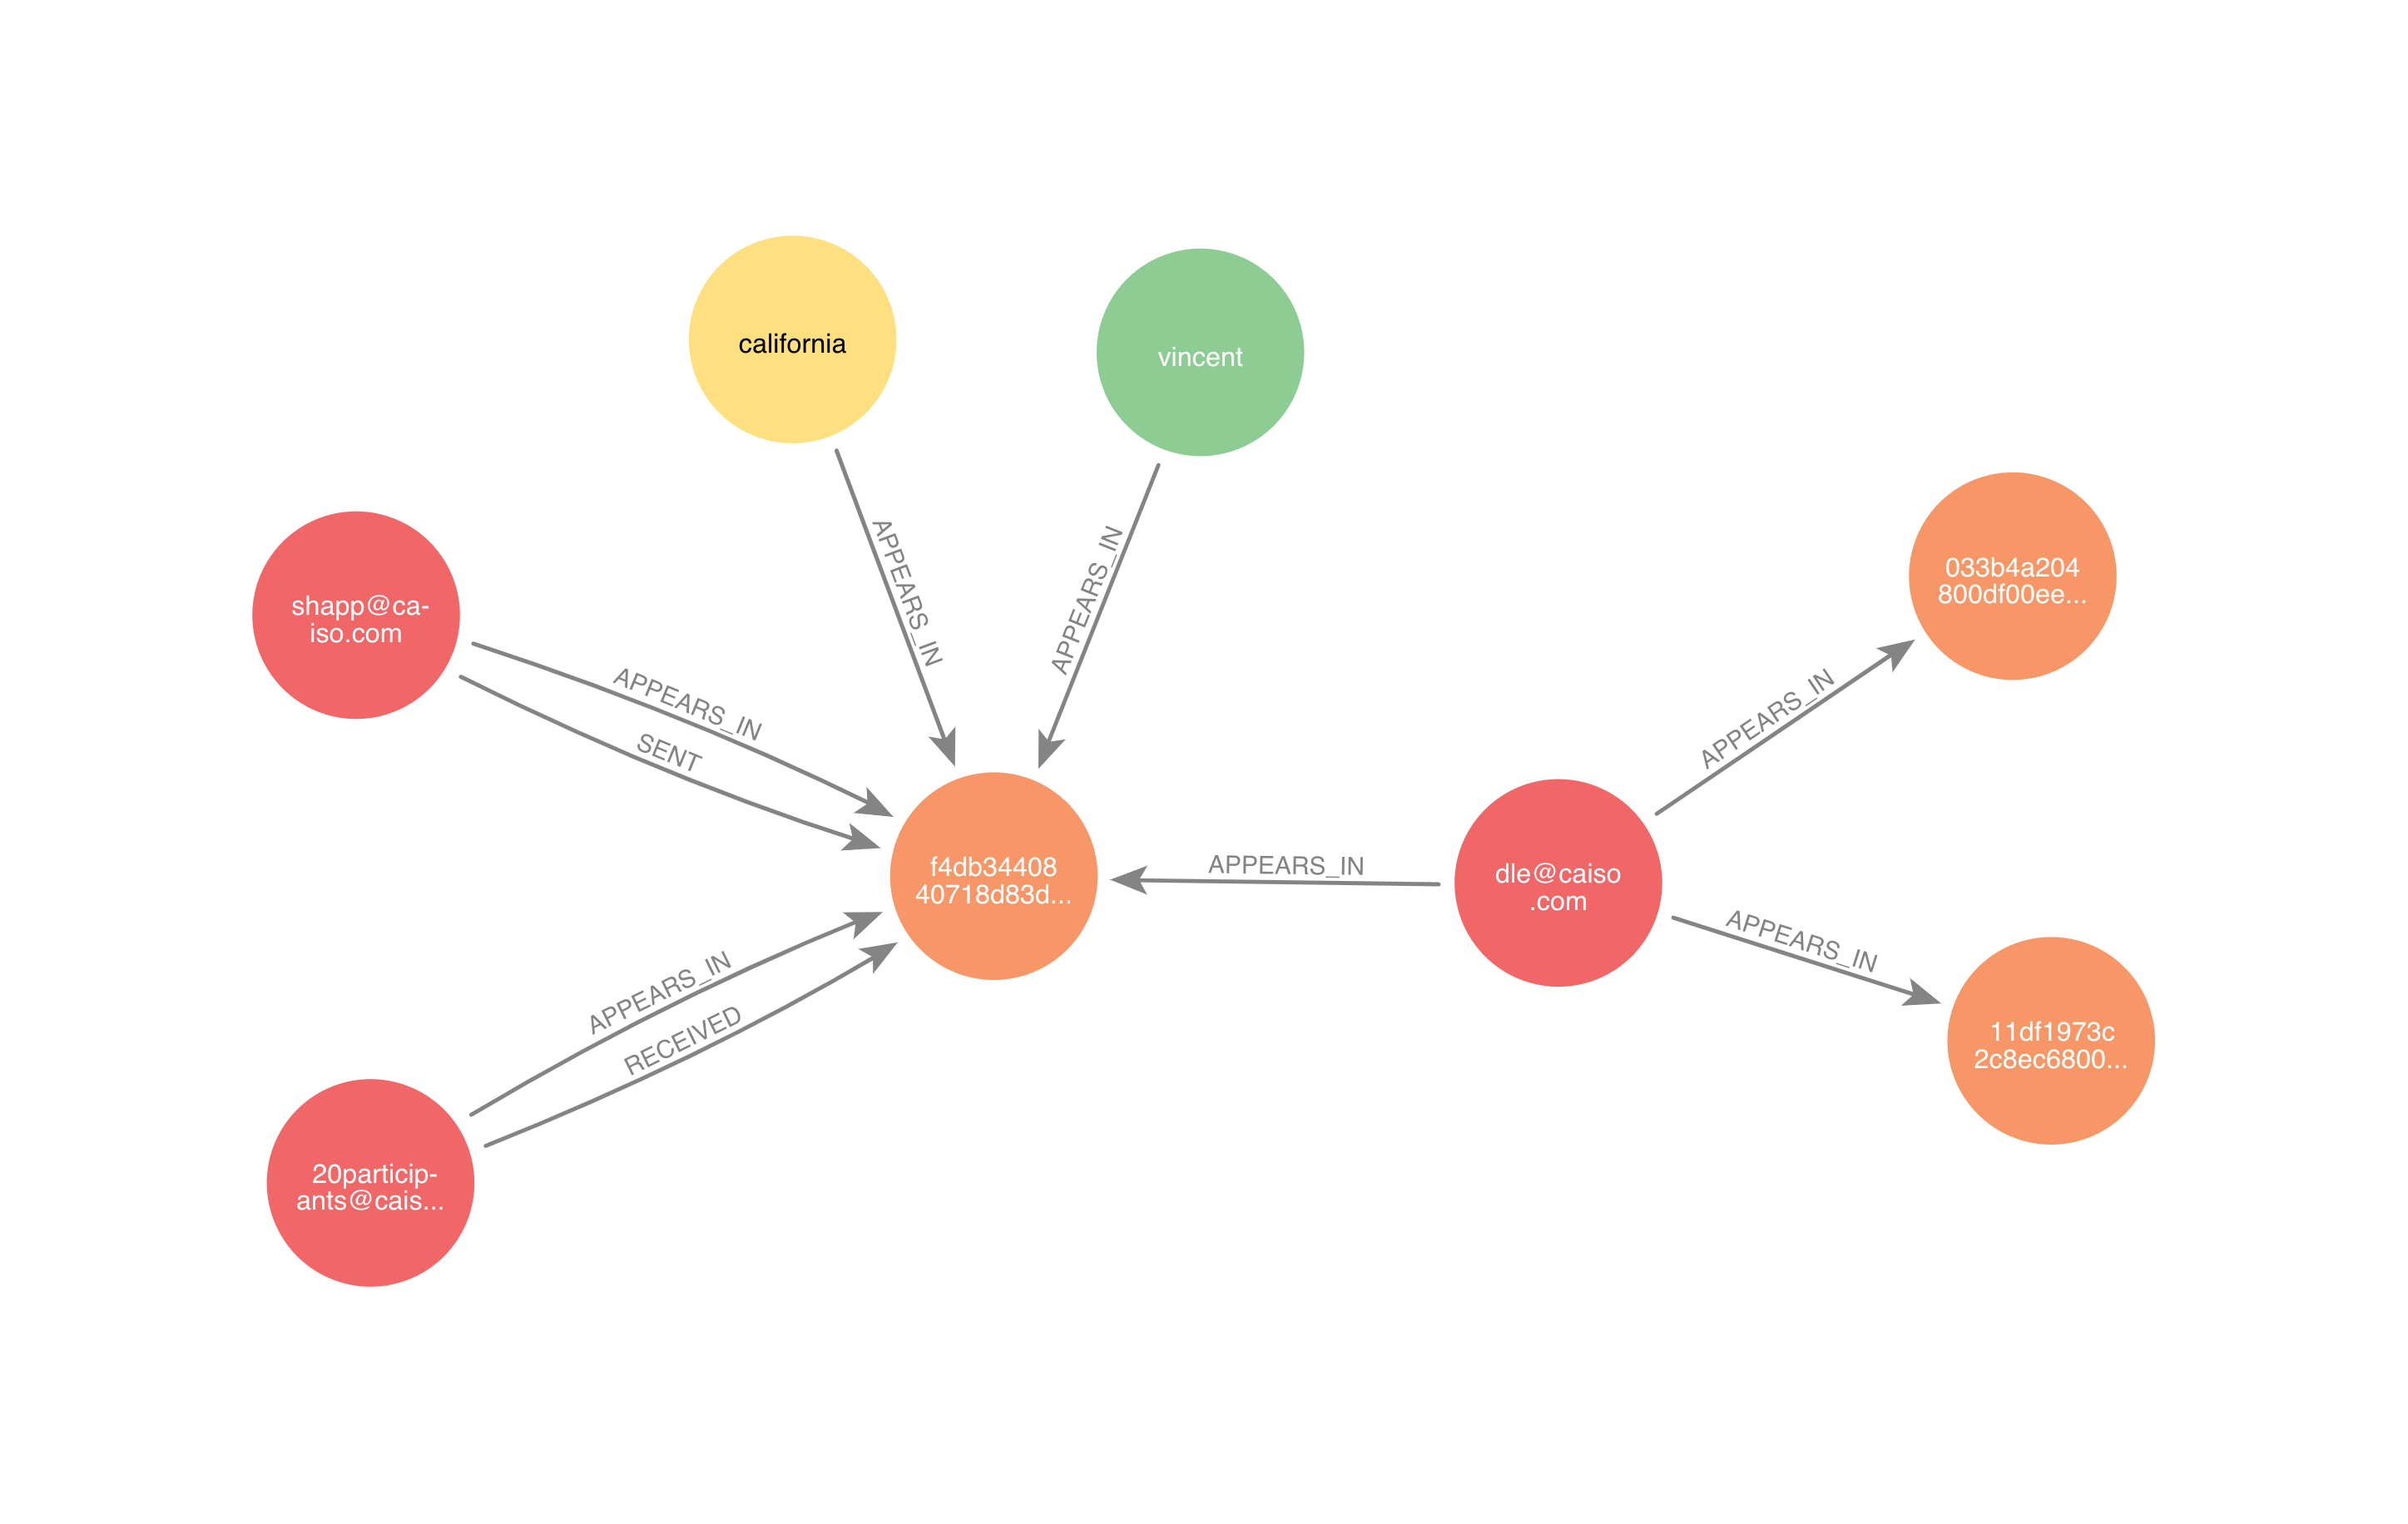 california
vincent
033b4a204
800df00ee...
shapp@ca-
iso.com
APPEARS_IN
APPEARS_IN
APPEARS_IN
APPEARS_IN
SENT
f4db34408
40718d83d...
APPEARS_IN
dle@caiso
.com
APPEARS_IN
APPEARS_IN
RECEIVED
11df1973c
2c8ec6800...
20particip-
ants@cais...